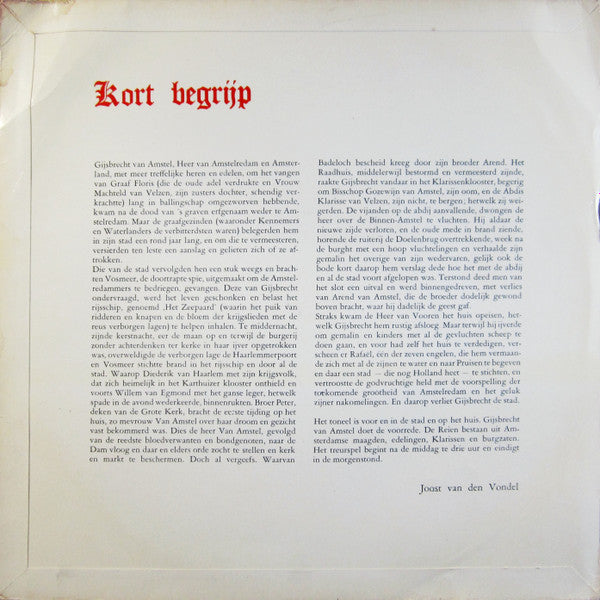 Kort begrijp
Gijsbrecht van Amstel, Heer van Amstelredam en Amster-
land, met meer treffelijke heren en edelen, om het vangen
van Graaf Floris (die de oude adel verdrukte en Vrouw
Machteld van Velzen, zijn zusters dochter, schendig ver-
krachtte) lang in ballingschap omgezworven hebbende,
kwam na de dood van 's graven erfgenaam weder te Am-
stelredam. Maar de graafgezinden (waaronder Kennemers
en Waterlanders de verbittersten waren) belegerden hem
in zijn stad een rond jaar lang, en om die te vermeesteren,
versierden ten leste een aanslag en gelieten zich of ze af-
trokken.
Die van de stad vervolgden hen een stuk weegs en brach-
ten Vosmeer, de doortrapte spie, uitgemaakt om de Amstel-
redammers te bedriegen, gevangen. Deze van Gijsbrecht
ondervraagd, werd het leven geschonken en belast het
rijsschip, genoemd ‚Het Zeepaard' (waarin het puik van
ridderen en knapen en de bloem der krijgslieden met de
reus verborgen lagen) te helpen inhalen. Te middernacht,
zijnde kerstnacht, eer de maan op en terwijl de burgerij
zonder achterdenken ter kerke in haar ijver opgetrokken
was, overweldigde de verborgen lage de Haarlemmerpoort
en Vosmeer stichtte brand in het rijsschip en door al de
stad. Waarop Diederik van Haarlem met zijn krijgsvolk,
dat zich heimelijk in het Karthuizer klooster onthield en
voorts Willem van Egmond met het ganse leger, hetwelk
spade in de avond wederkeerde, binnenrukten. Broer Peter,
deken van de Grote Kerk, bracht de eerste tijding op het
huis, zo mevrouw Van Amstel over haar droom en gezicht
vast bekommerd was. Dies de heer Van Amstel, gevolgd
van de reedste bloedverwanten en bondgenoten, naar de
Dam vloog en daar en elders orde zocht te stellen en kerk
en markt te beschermen. Doch al vergeefs. Waarvan
Badeloch bescheid kreeg door zijn broeder Arend. Het
Raadhuis, middelerwijl bestormd en vermeesterd zijnde,
raakte Gijsbrecht vandaar in het Klarissenklooster, begerig
om Bisschop Gozewijn van Amstel, zijn oom, en de Abdis
Klarisse van Velzen, zijn nicht, te bergen; hetwelk zij wei-
gerden. De vijanden op de abdij aanvallende, dwongen de
heer over de Binnen-Amstel te vluchten. Hij aldaar de
nieuwe zijde verloren, en de oude mede in brand ziende,
horende de ruiterij de Doelenbrug overtrekkende, week na
de burght met een hoop vluchtelingen en verhaalde zijn
gemalin het overige van zijn wedervaren, gelijk ook de
bode kort daarop hem verslag dede hoe het met de abdij
en al de stad voort afgelopen was. Terstond deed men van
het slot een uitval en werd binnengedreven, met verlies
van Arend van Amstel, die de broeder dodelijk gewond
boven bracht, waar hij dadelijk de geest gaf.
Straks kwam de Heer van Vooren het huis opeisen, het-
welk Gijsbrecht hem rustig afsloeg. Maar terwijl hij ijverde
om gemalin en kinders met al de gevluchten scheep te
doen gaan, en voor had zelf het huis te verdedigen, ver-
scheen er Rafaël, eén der zeven engelen, die hem vermaan-
de zich met al de zijnen te water en naar Pruisen te begeven
en daar een stad — die nog Holland heet — te stichten, en
vertroostte de godvruchtige held met de voorspelling der
toekomende grootheid van Amstelredam en het geluk
zijner nakomelingen. En daarop verliet Gijsbrecht de stad.
Het toneel is voor en in de stad en op het huis. Gijsbrecht
van Amstel doet de voorrede. De Reien bestaan uit Am-
sterdamse maagden, edelingen, Klarissen en burgzaten.
Het treurspel begint na de middag te drie uur en eindigt
in de morgenstond.
Joost van den Vondel